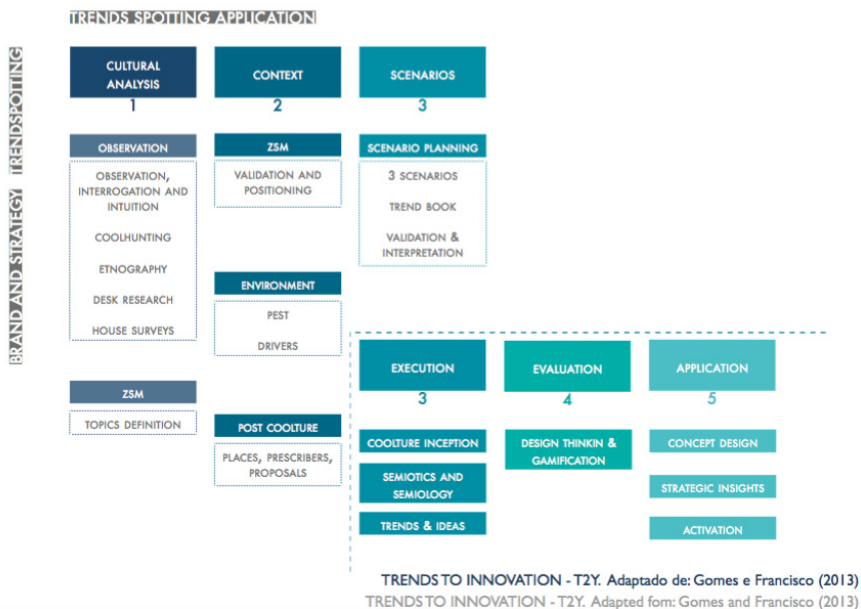 TRENDS SPOTTING APPLICATION
BRAND AND STRATEGY TRENDSPOTTING
CULTURAL
ANALYSIS
1
CONTEXT
2
SCENARIOS
3
OBSERVATION
OBSERVATION,
INTERROGATION AND
INTUITION
COOLHUNTING
ETNOGRAPHY
DESK RESEARCH
HOUSE SURVEYS
ZSM
TOPICS DEFINITION
ZSM
VALIDATION AND
POSITIONING
ENVIRONMENT
PEST
DRIVERS
POST COOLTURE
PLACES, PRESCRIBERS,
PROPOSALS
SCENARIO PLANNING
3 SCENARIOS
TREND BOOK
VALIDATION &
INTERPRETATION
EXECUTION
3
COOLTURE INCEPTION
SEMIOTICS AND
SEMIOLOGY
TRENDS & IDEAS
EVALUATION
4
DESIGN THINKIN &
GAMIFICATION
APPLICATION
5
CONCEPT DESIGN
STRATEGIC INSIGHTS
ACTIVATION
TRENDS TO INNOVATION - T2Y. Adaptado de: Gomes e Francisco (2013)
TRENDS TO INNOVATION - T2Y. Adapted fom: Gomes and Francisco (2013)